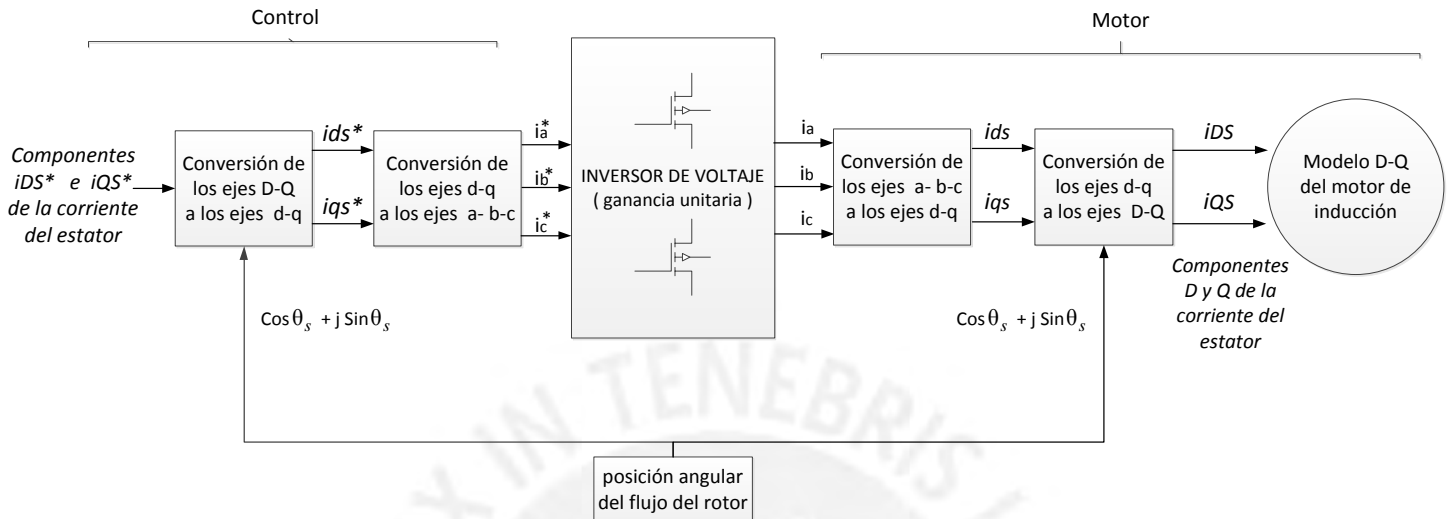 Control
Motor
Componentes
iDS* e iQS*
de la corriente
del estator
Conversión de
los ejes D-Q
a los ejes d-q
ids*
iqs*
Conversión de
los ejes d-q
a los ejes a- b-c
ia*
ib*
ic*
INVERSOR DE VOLTAJE
( ganancia unitaria )
ia
ib
ic
Conversión de
los ejes a- b-c
a los ejes d-q
ids
iqs
Conversión de
los ejes d-q
a los ejes D-Q
iDS
iQS
Modelo D-Q
del motor de
inducción
Componentes
D y Q de la
corriente del
estator
Cos θs + j Sin θs
Cos θs + j Sin θs
posición angular
del flujo del rotor
X IN TENEBRIS